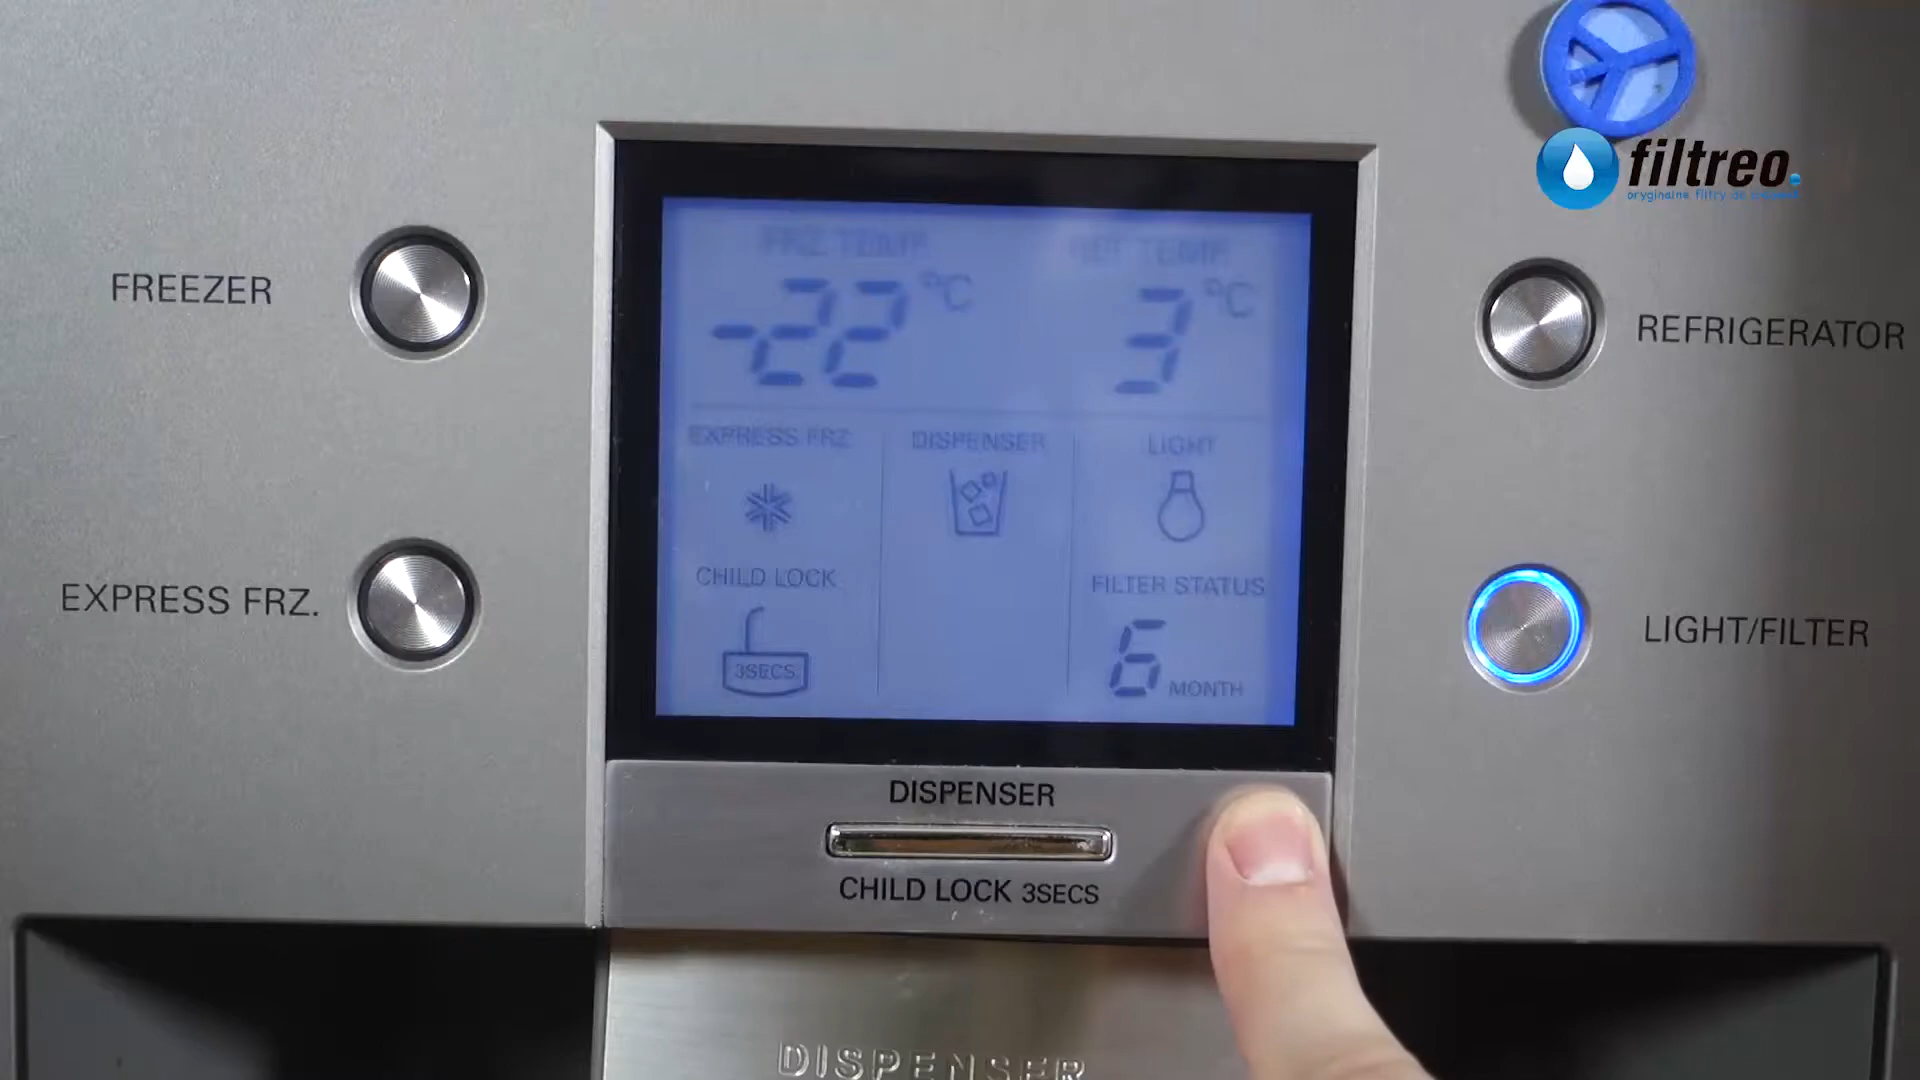 filtreo.
oryginalne filtry do
FRZ TEMP.
REF TEMP.
-22 °C
3 °C
FREEZER
REFRIGERATOR
EXPRESS FRZ.
DISPENSER
LIGHT
CHILD LOCK
FILTER STATUS
3SECS
6 MONTH
EXPRESS FRZ.
LIGHT/FILTER
DISPENSER
CHILD LOCK 3SECS
DISPENSER